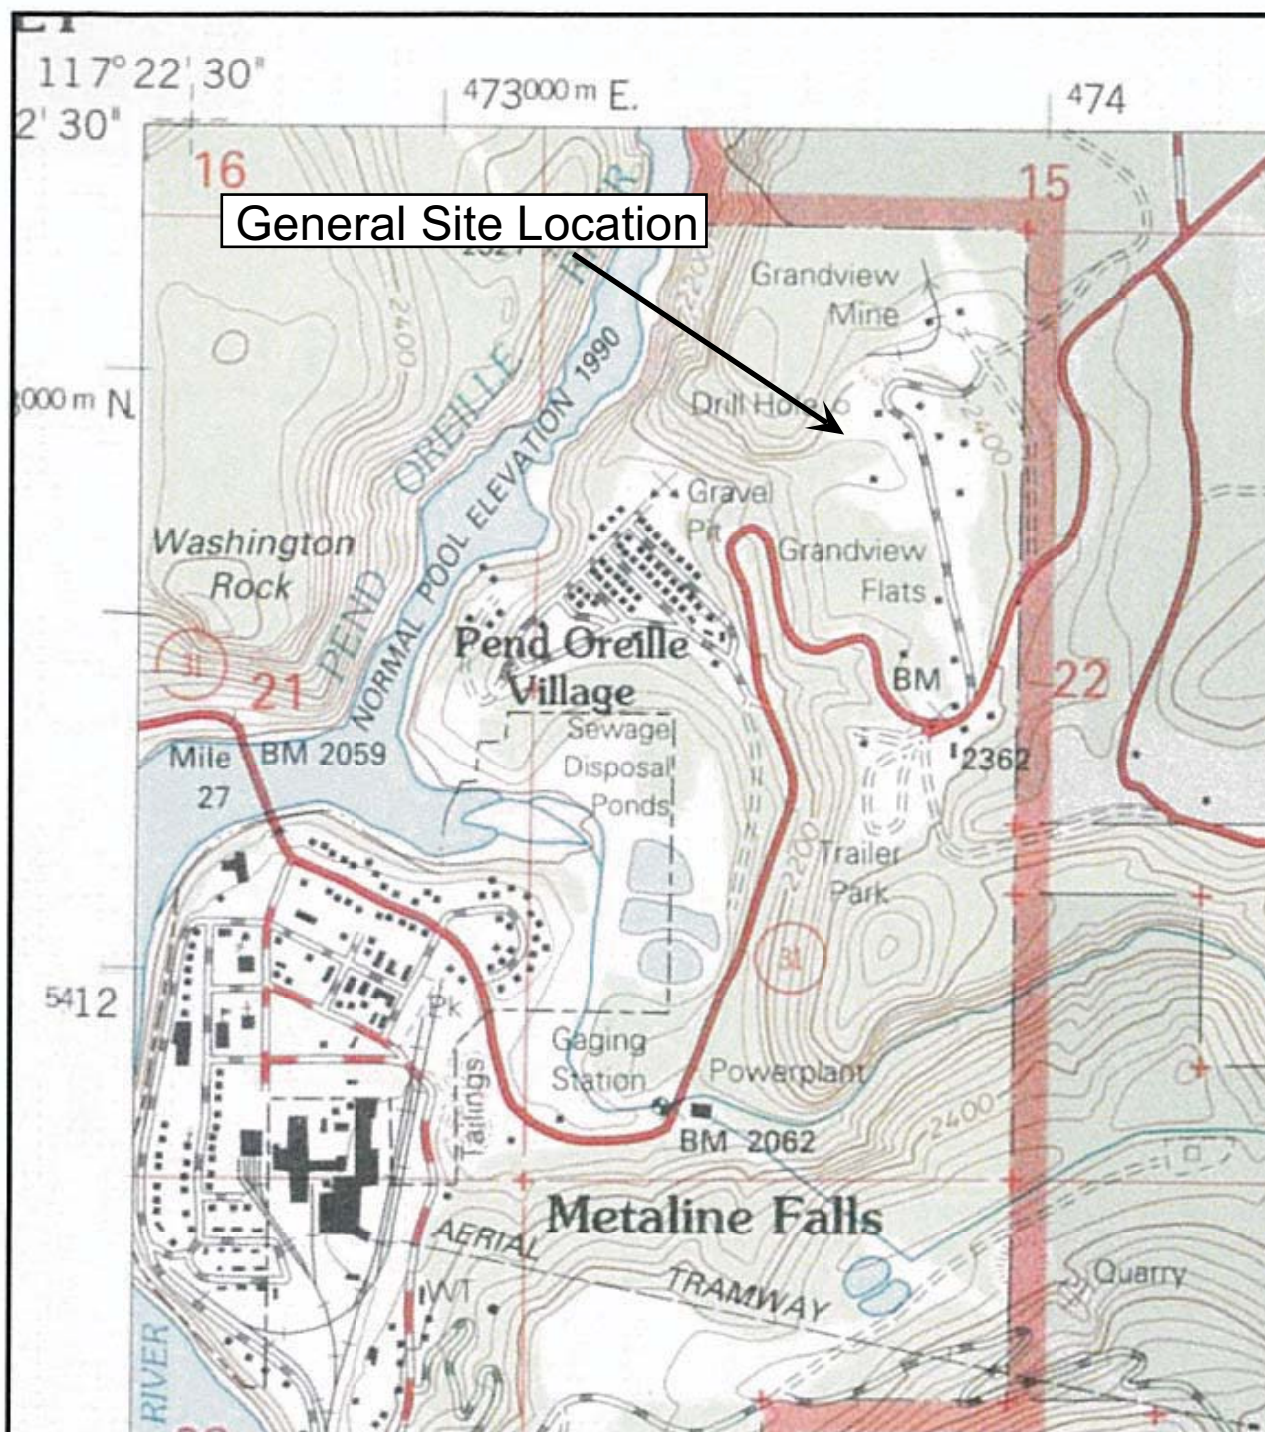 117° 22' 30"
2' 30"
473000 m E.
474
16
15
General Site Location
Grandview
Mine
2400
2200
000 m N.
Drill Hole
2400
PEND OREILLE RIVER
NORMAL POOL ELEVATION 1990
Gravel
Pit
Washington
Rock
Grandview
Flats
31
21
Pend Oreille
Village
BM
22
Mile
27
BM 2059
Sewage
Disposal
Ponds
2362
2200
Trailer
Park
31
5412
Pk
Gaging
Station
Tailings
Powerplant
2400
BM 2062
Metaline Falls
AERIAL TRAMWAY
Quarry
WT
RIVER